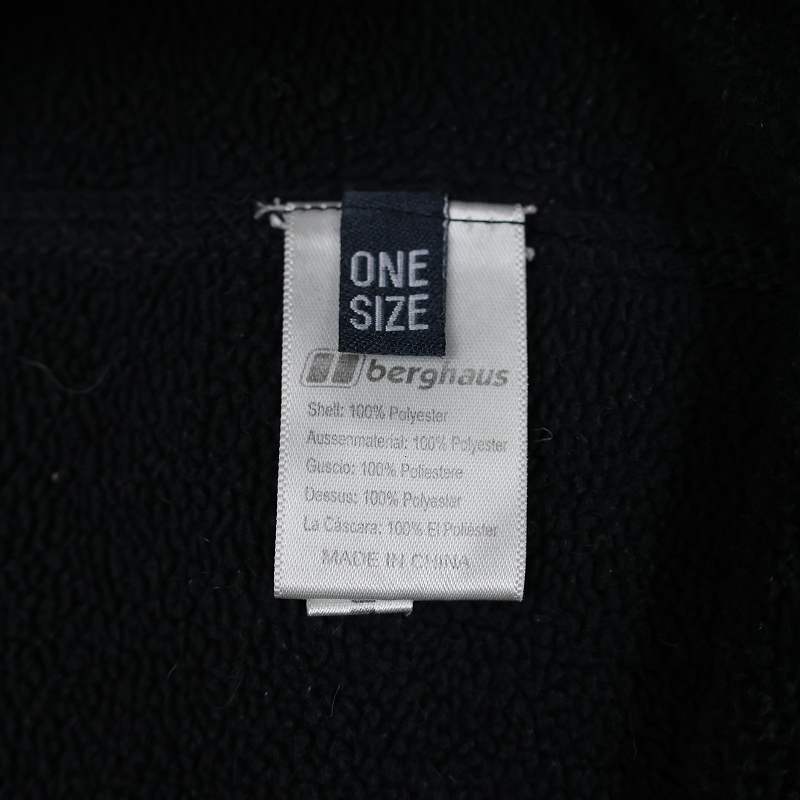 ONE
SIZE
berghaus
Shell: 100% Polyester
Aussenmaterial: 100% Polyester
Guscio: 100% Poliestere
Dessus: 100% Polyester
La Cáscara: 100% El Poliéster
MADE IN CHINA